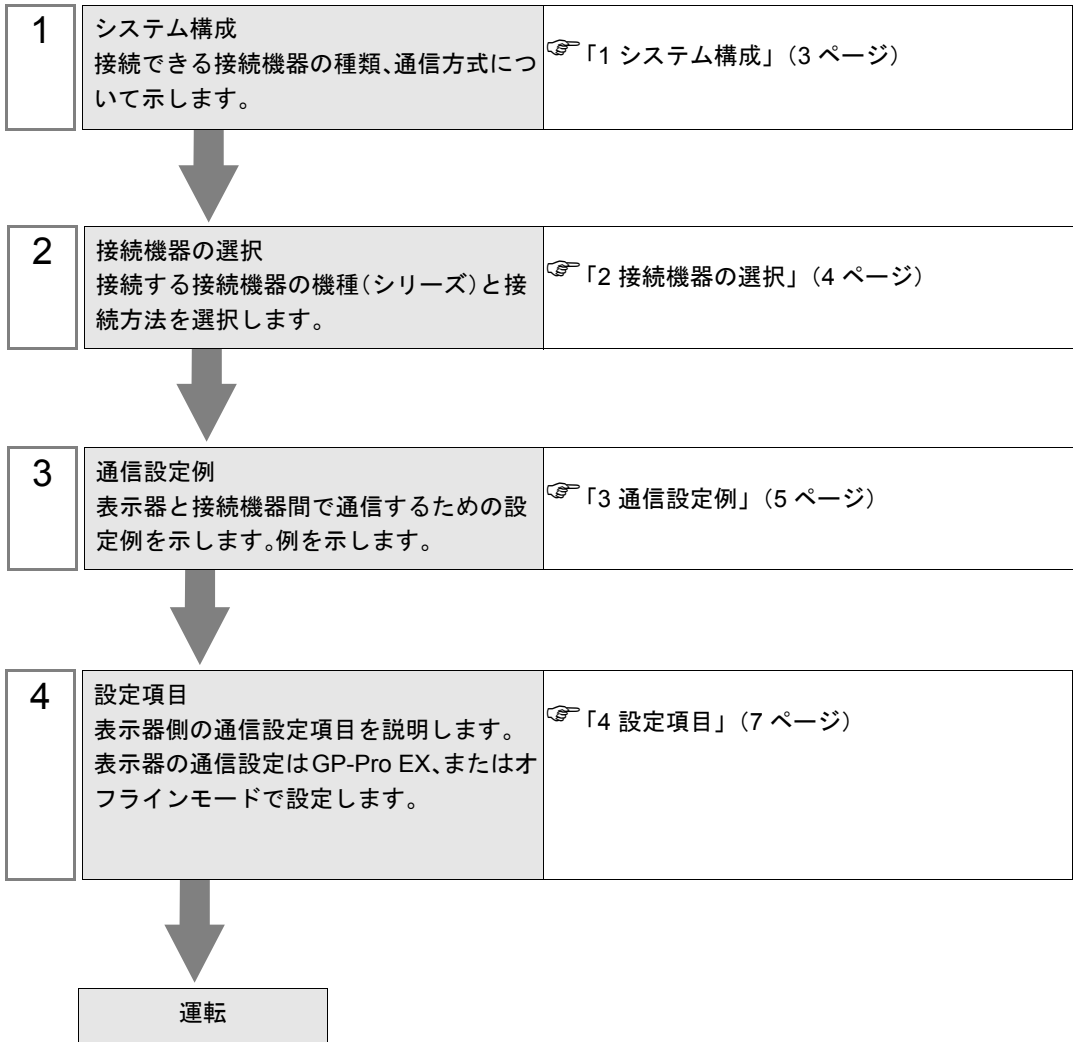 1
システム構成
接続できる接続機器の種類、通信方式につ
いて示します。
☞「1 システム構成」（3 ページ）
2
接続機器の選択
接続する接続機器の機種（シリーズ）と接
続方法を選択します。
☞「2 接続機器の選択」（4 ページ）
3
通信設定例
表示器と接続機器間で通信するための設
定例を示します。例を示します。
☞「3 通信設定例」（5 ページ）
4
設定項目
表示器側の通信設定項目を説明します。
表示器の通信設定はGP-Pro EX、またはオ
フラインモードで設定します。
☞「4 設定項目」（7 ページ）
運転